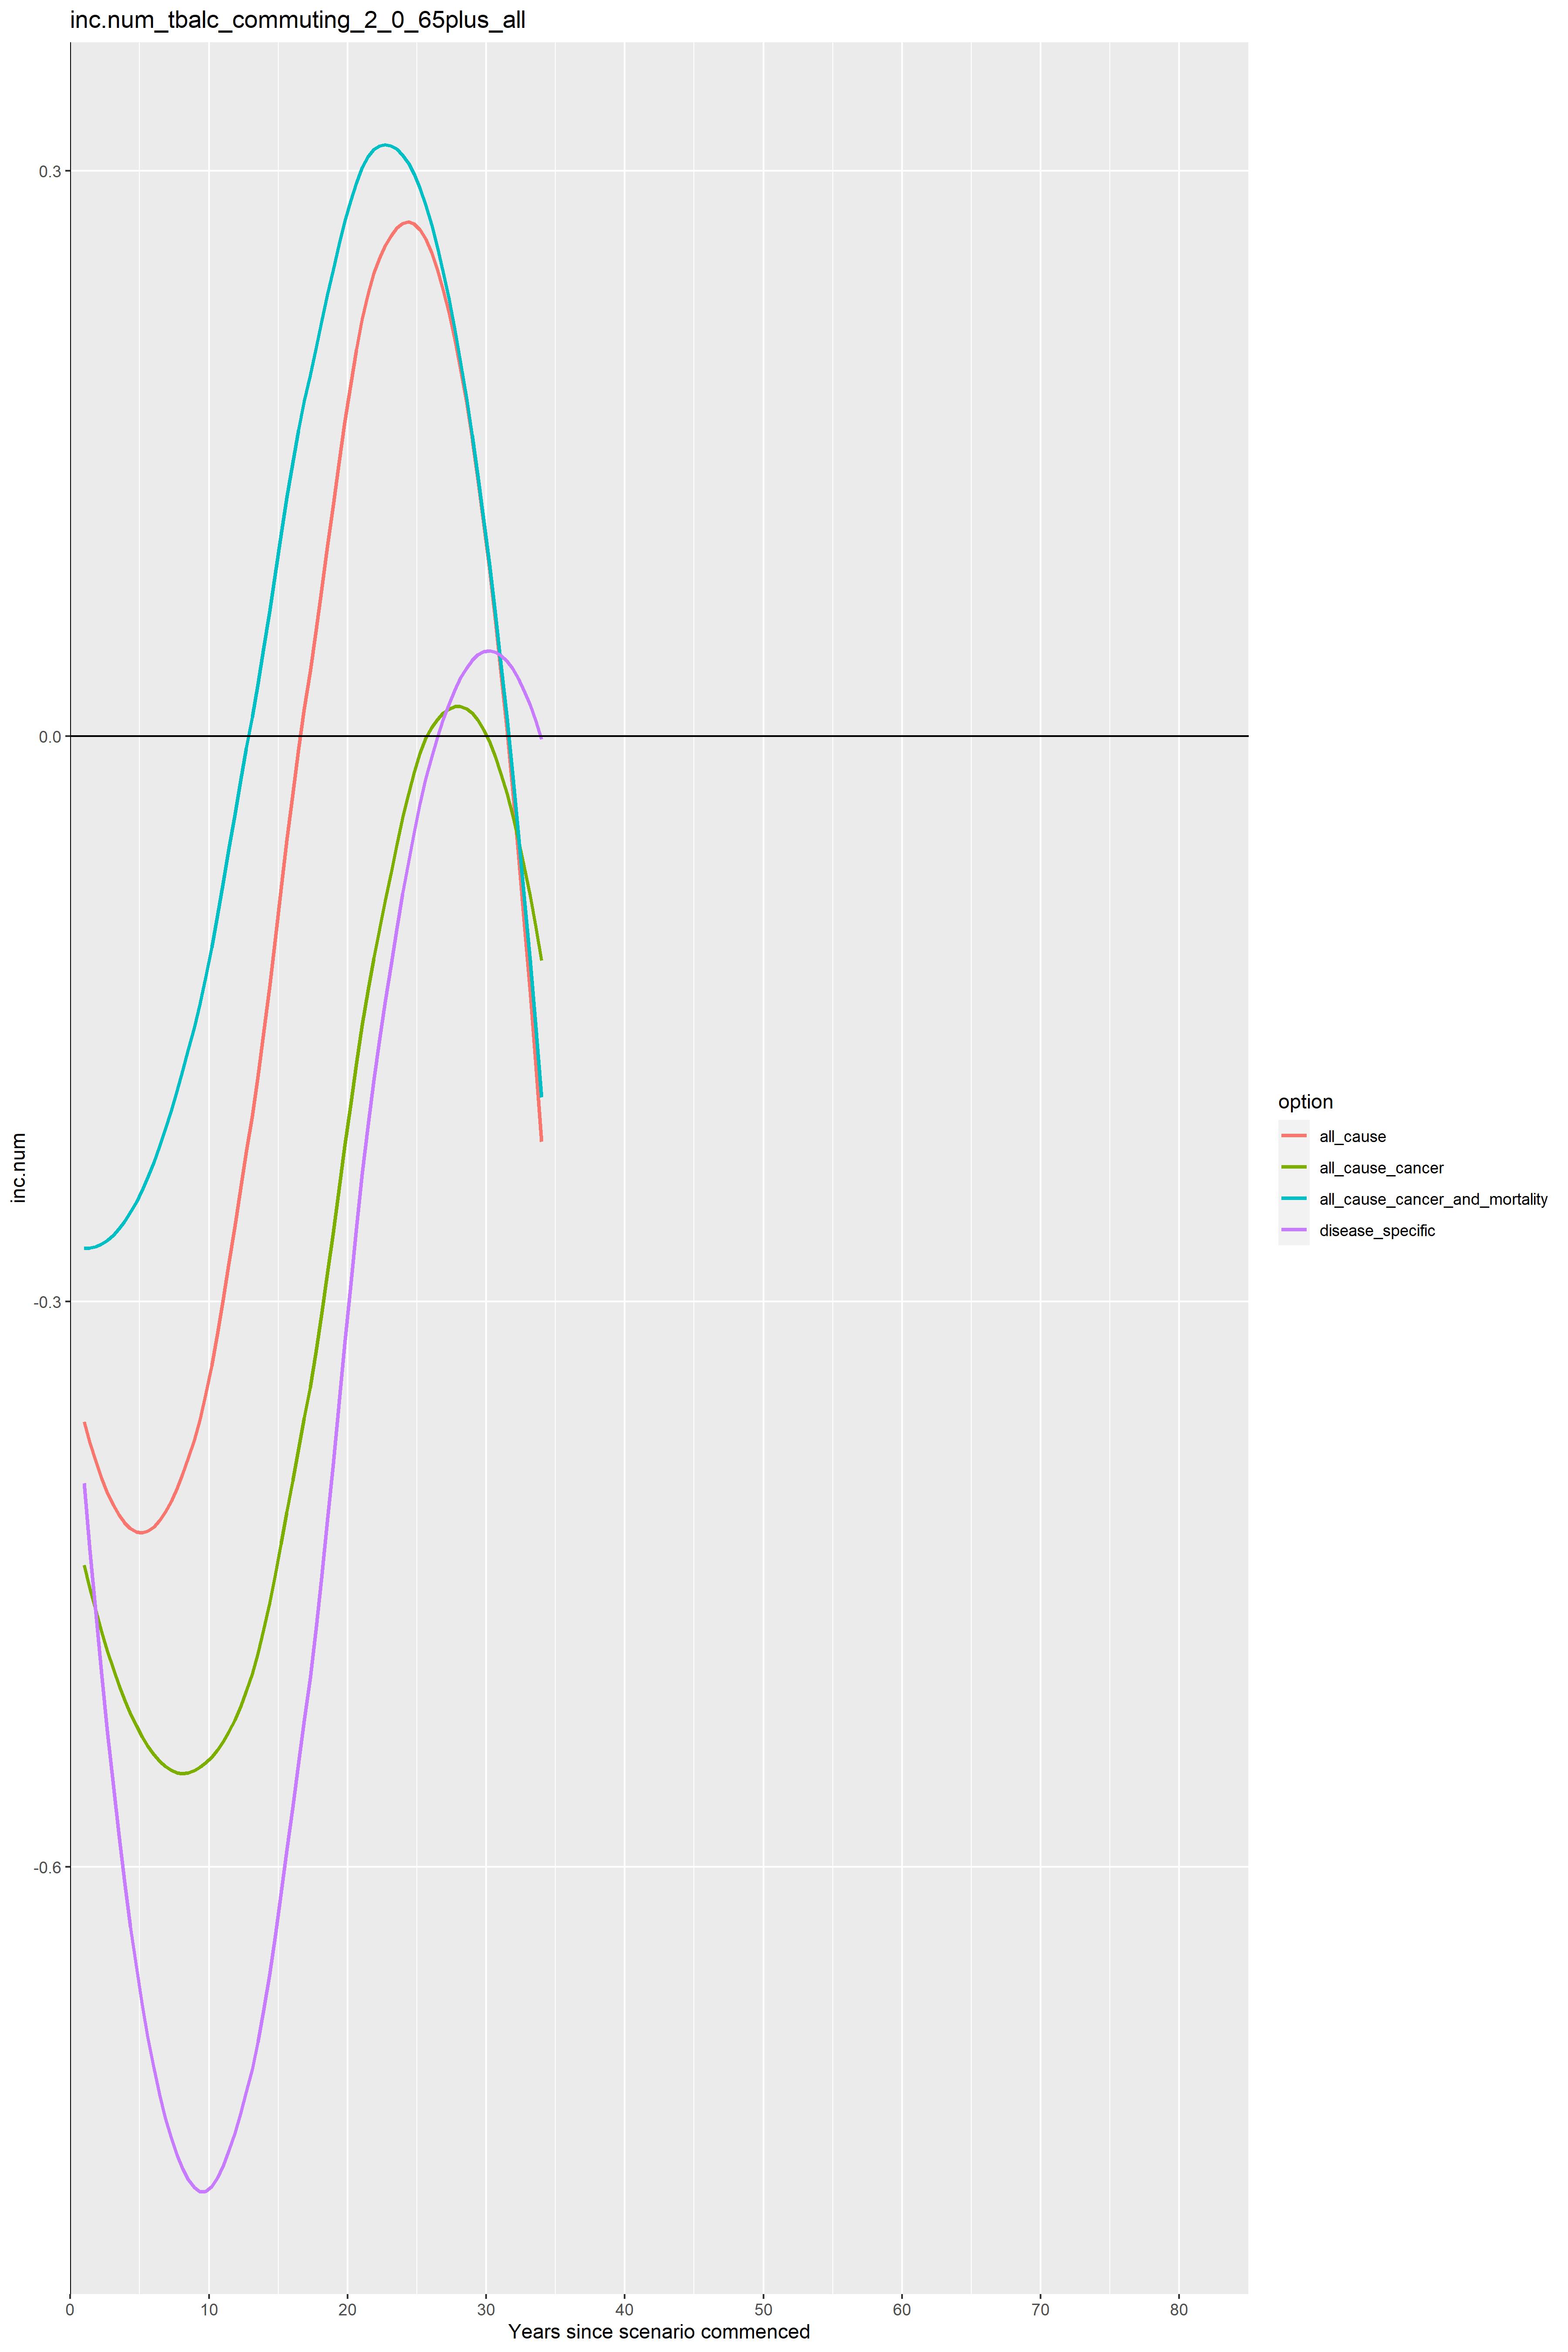 inc.num_tbalc_commuting_2_0_65plus_all
0.3
0.0
-0.3
-0.6
inc.num
0 10 20 30 40 50 60 70 80
Years since scenario commenced
option
all_cause
all_cause_cancer
all_cause_cancer_and_mortality
disease_specific